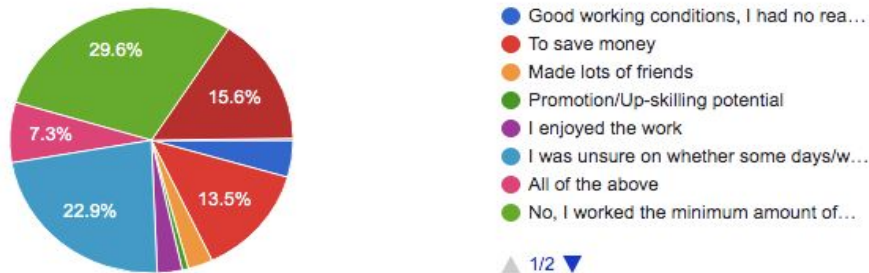 29.6%
15.6%
7.3%
13.5%
22.9%
Good working conditions, I had no rea…
To save money
Made lots of friends
Promotion/Up-skilling potential
I enjoyed the work
I was unsure on whether some days/w…
All of the above
No, I worked the minimum amount of…
1/2